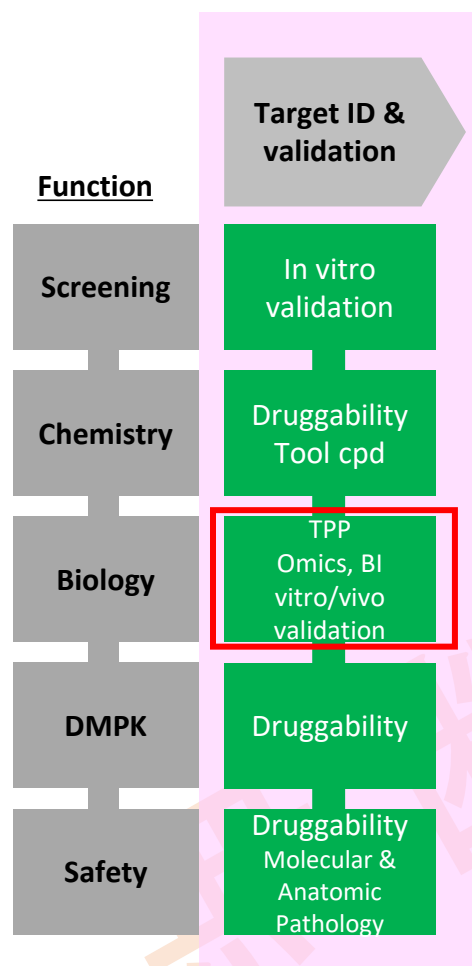 Target ID &
validation
Function
Screening
In vitro
validation
Chemistry
Druggability
Tool cpd
Biology
TPP
Omics, BI
vitro/vivo
validation
DMPK
Druggability
Safety
Druggability
Molecular &
Anatomic
Pathology